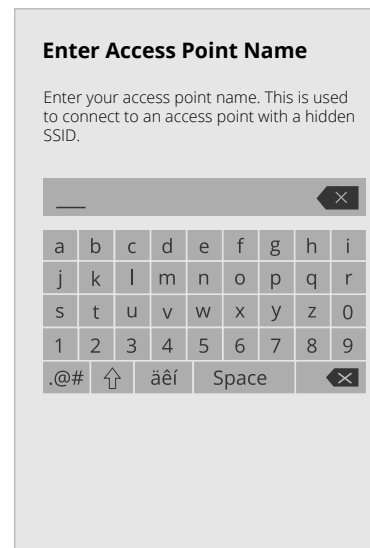 Enter Access Point Name
Enter your access point name. This is used
to connect to an access point with a hidden
SSID.
a b c d e f g h i
j k l m n o p q r
s t u v w x y z 0
1 2 3 4 5 6 7 8 9
.@# äêí Space